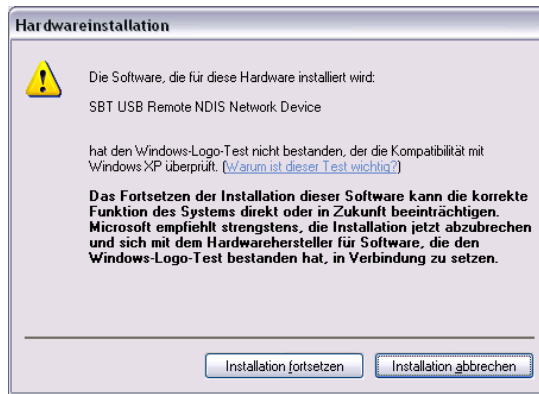 Hardwareinstallation
Die Software, die für diese Hardware installiert wird:
SBT USB Remote NDIS Network Device
hat den Windows-Logo-Test nicht bestanden, der die Kompatibilität mit
Windows XP überprüft. (Warum ist dieser Test wichtig?)
Das Fortsetzen der Installation dieser Software kann die korrekte
Funktion des Systems direkt oder in Zukunft beeinträchtigen.
Microsoft empfiehlt strengstens, die Installation jetzt abzubrechen
und sich mit dem Hardwarehersteller für Software, die den
Windows-Logo-Test bestanden hat, in Verbindung zu setzen.
Installation fortsetzen
Installation abbrechen